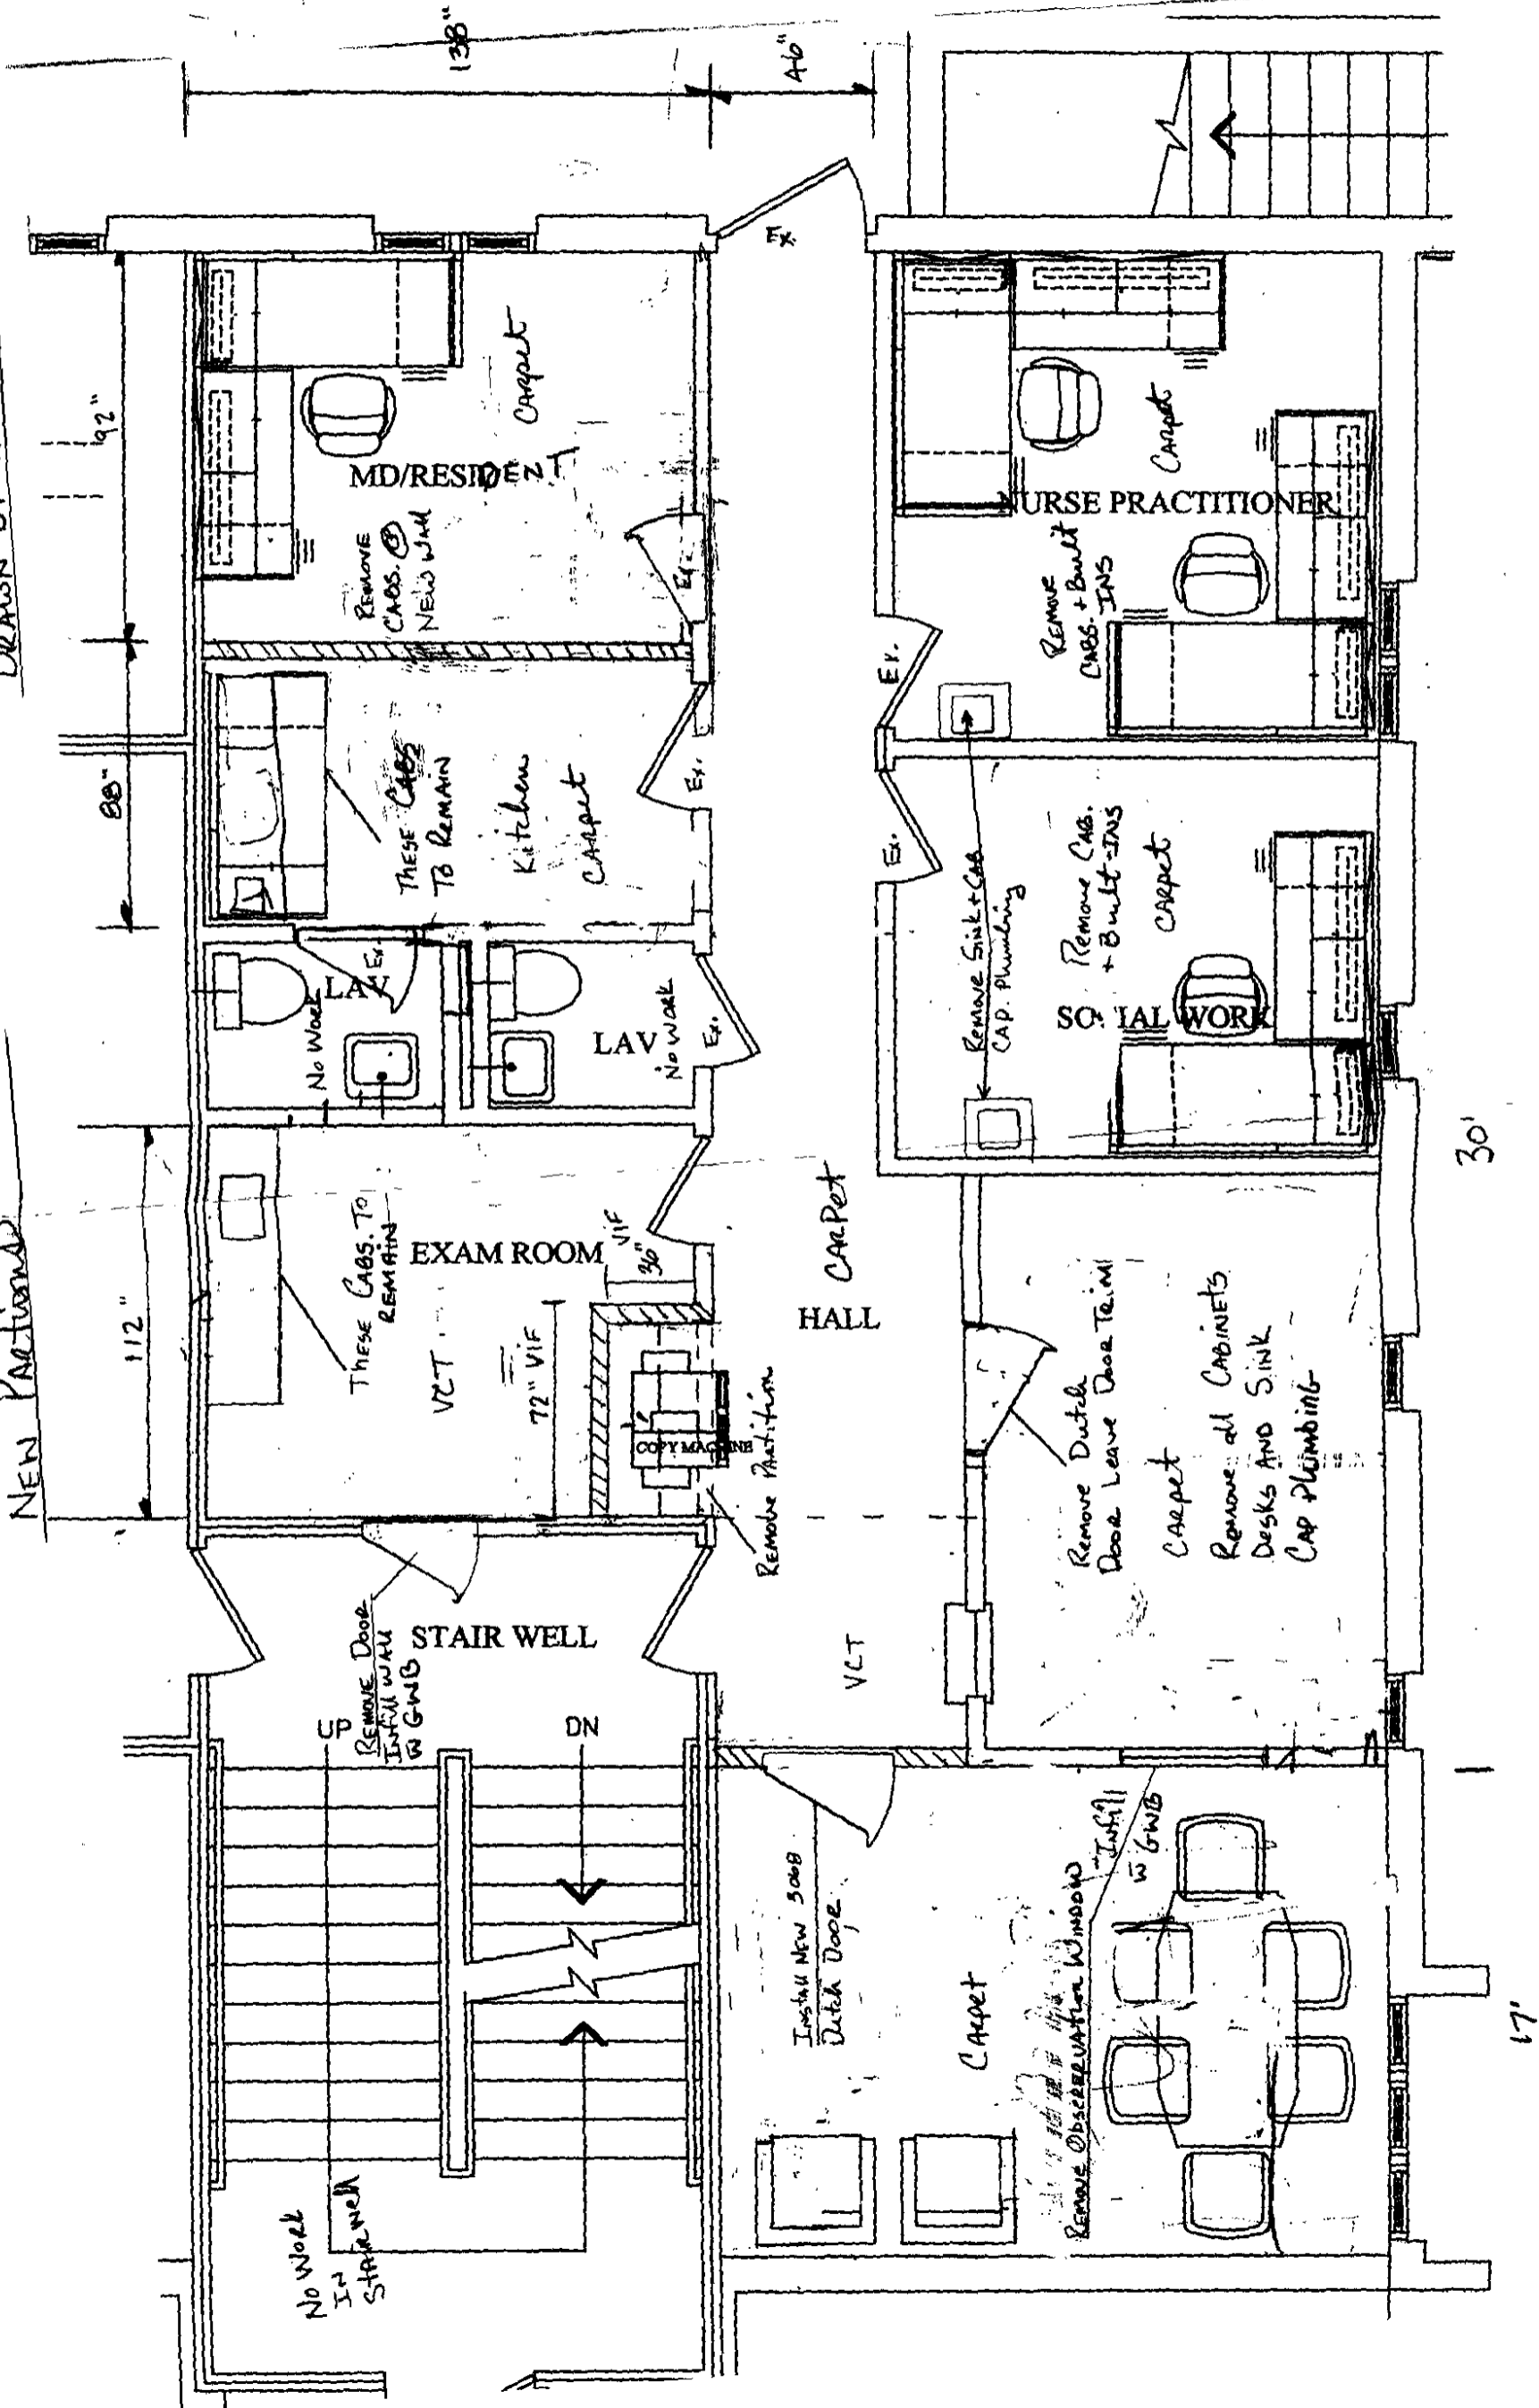 NEW Partions
138"
46"
92"
88"
112"
Ex.
CARPET
MD/RESIDENT
REMOVE
CABS. @
NEW WALL
Ex.
CARPET
NURSE PRACTITIONER
REMOVE
CABS. + Built
INS
Ex.
THESE CABS
TO REMAIN
Kitchen
CARPET
Ex.
Ex.
Remove Sink + CAB
CAP. Plumbing
Remove CAB.
+ Built-INS
CARPET
SOCIAL WORK
LAV
Ex.
No Work
LAV
No Work
Ex.
30'
THESE CABS. TO
REMAIN
EXAM ROOM
VCT
36"
VIF
72" VIF
COPY MACHINE
REMOVE PARTITION
CARPET
HALL
VCT
Remove Dutch
Door Leave Door Trim
CARPET
Remove all CABINETS
Desks AND SINK
CAP PLUMBING
STAIR WELL
REMOVE DOOR
INFILL WALL
W GWB
UP
DN
NO WORK
IN
STAIRWELL
INSTALL NEW 3068
Dutch Door
CARPET
REMOVE OBSERERVATION WINDOW
Infill
W GWB
17'